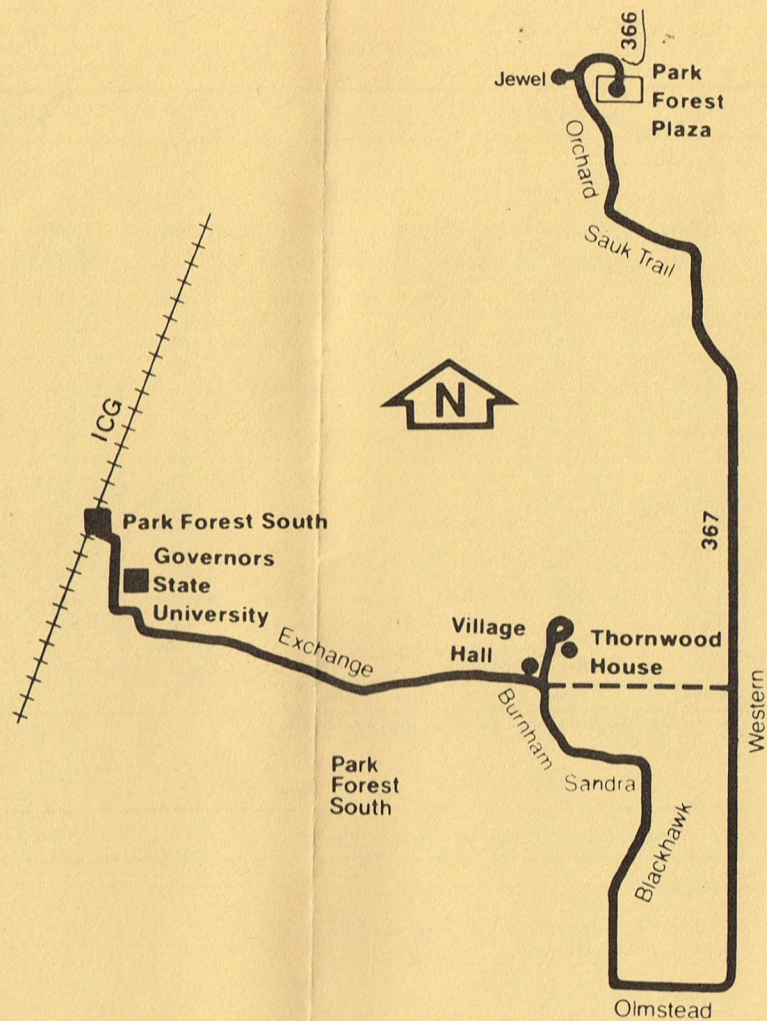 366
Jewel
Park
Forest
Plaza
Orchard
Sauk Trail
N
ICG
Park Forest South
Governors
State
University
367
Village
Hall
Thornwood
House
Exchange
Western
Burnham
Park
Forest
South
Sandra
Blackhawk
Olmstead